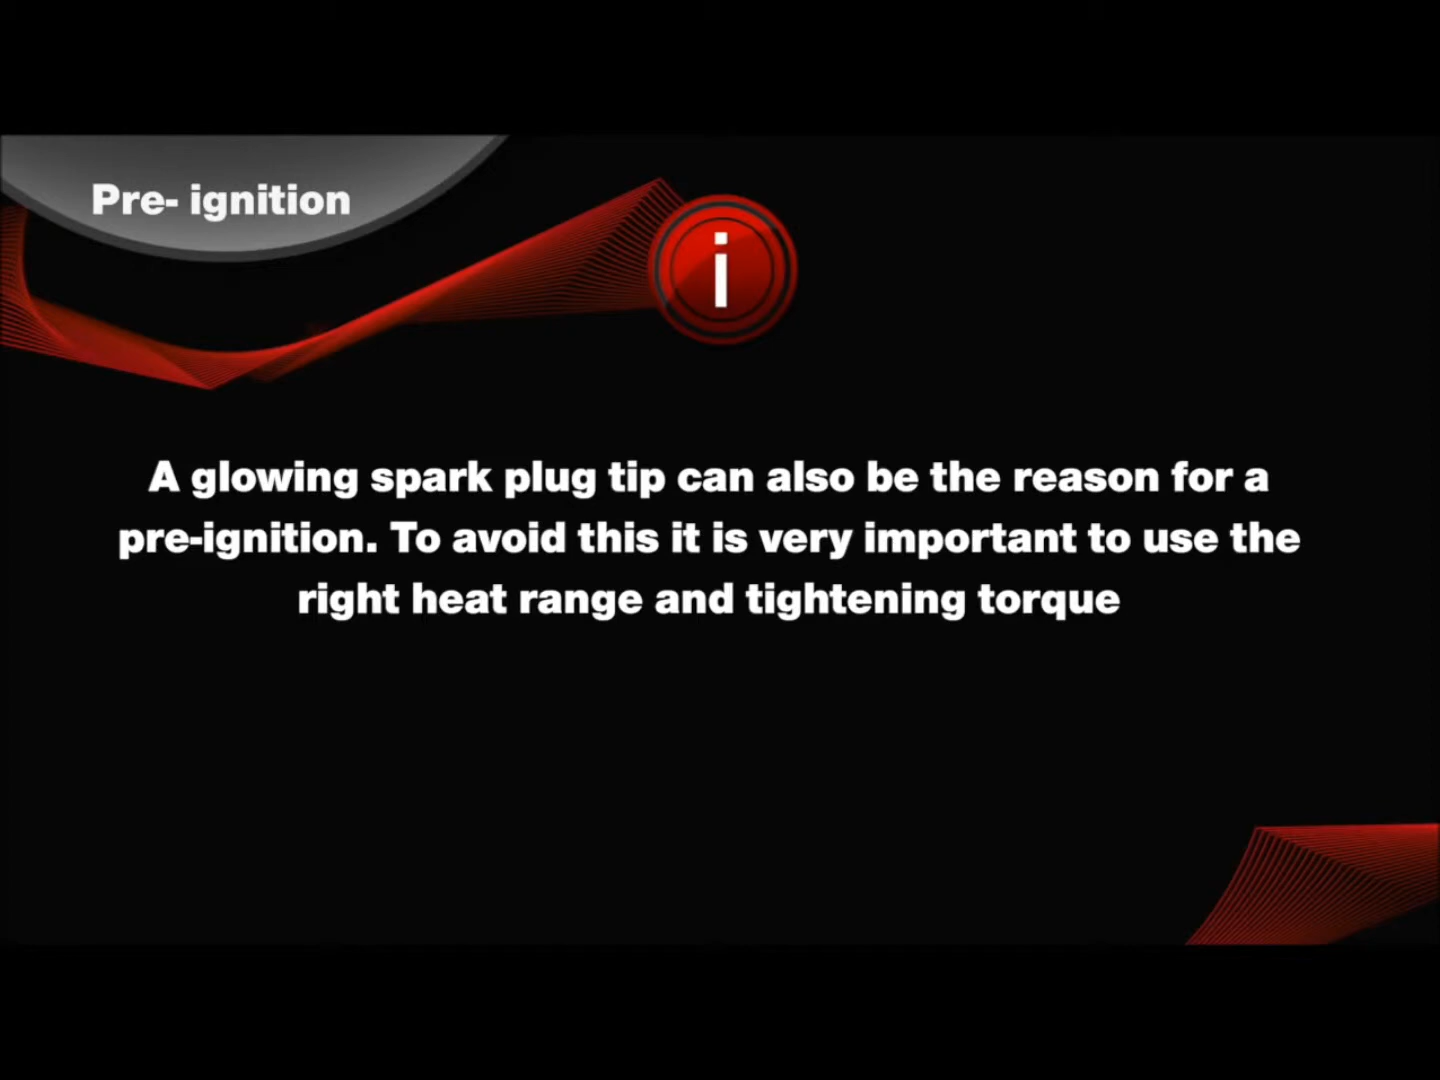 Pre- ignition
i
A glowing spark plug tip can also be the reason for a
pre-ignition. To avoid this it is very important to use the
right heat range and tightening torque